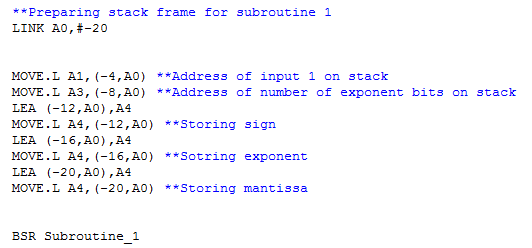 **Preparing stack frame for subroutine 1
LINK A0,#-20
MOVE.L A1,(-4,A0) **Address of input 1 on stack
MOVE.L A3,(-8,A0) **Address of number of exponent bits on stack
LEA (-12,A0),A4
MOVE.L A4,(-12,A0) **Storing sign
LEA (-16,A0),A4
MOVE.L A4,(-16,A0) **Sotring exponent
LEA (-20,A0),A4
MOVE.L A4,(-20,A0) **Storing mantissa
BSR Subroutine_1